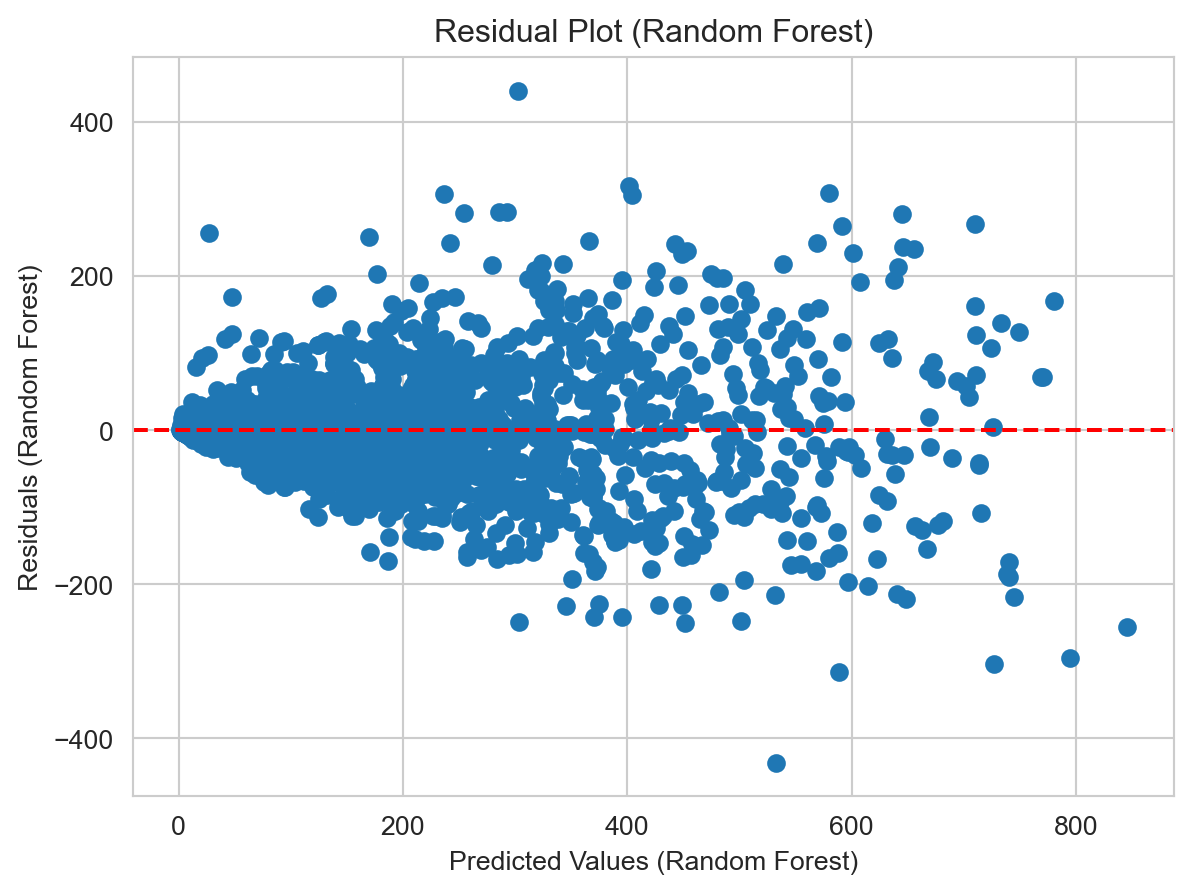 Residual Plot (Random Forest)
400
200
0
−200
−400
Residuals (Random Forest)
0 200 400 600 800
Predicted Values (Random Forest)